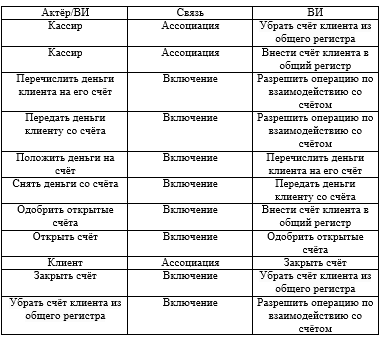 Актёр/ВИ Связь ВИ
Кассир Ассоциация Убрать счёт клиента из
общего регистра
Кассир Ассоциация Внести счёт клиента в
общий регистр
Перечислить деньги Включение Разрешить операцию по
клиента на его счёт взаимодействию со
счётом
Передать деньги Включение Разрешить операцию по
клиенту со счёта взаимодействию со
счётом
Положить деньги на Включение Перечислить деньги
счёт клиента на его счёт
Снять деньги со счёта Включение Передать деньги
клиенту со счёта
Одобрить открытые Включение Внести счёт клиента в
счёта общий регистр
Открыть счёт Включение Одобрить открытые
счёта
Клиент Ассоциация Закрыть счёт
Закрыть счёт Включение Убрать счёт клиента из
общего регистра
Убрать счёт клиента из Включение Разрешить операцию по
общего регистра взаимодействию со
счётом